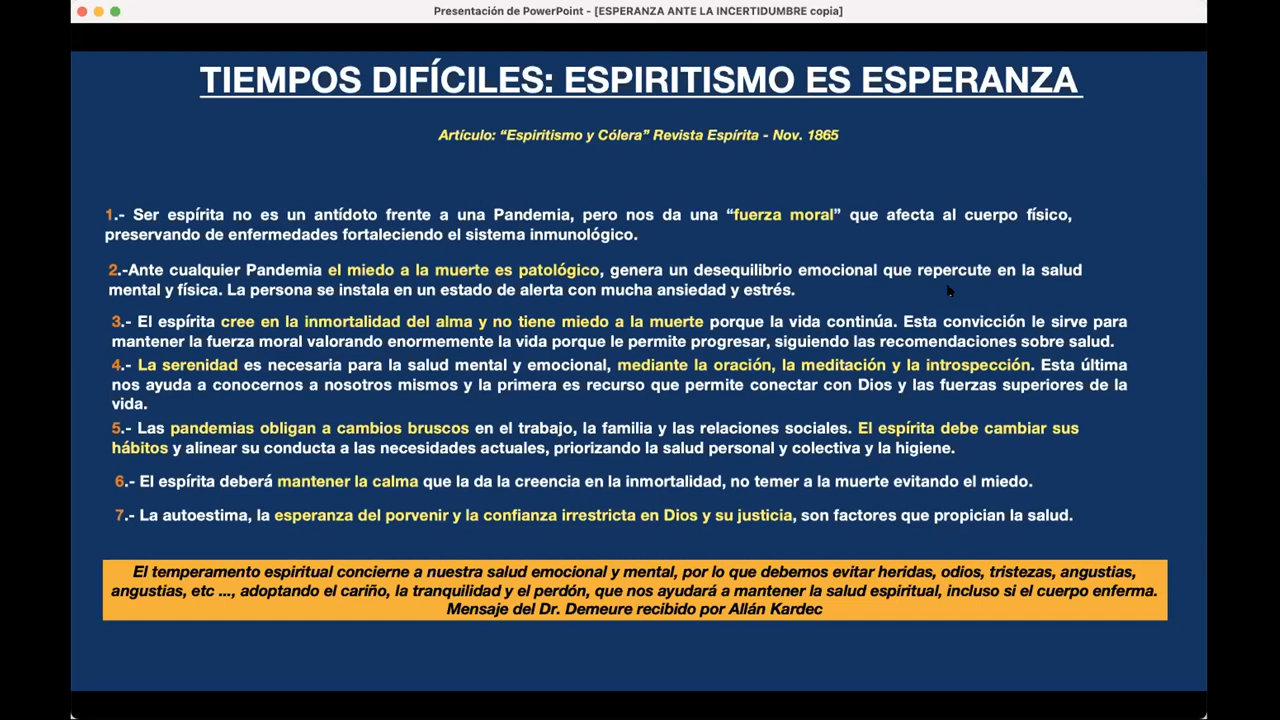 Presentación de PowerPoint - [ESPERANZA ANTE LA INCERTIDUMBRE copia]
TIEMPOS DIFÍCILES: ESPIRITISMO ES ESPERANZA
Artículo: “Espiritismo y Cólera” Revista Espírita - Nov. 1865
1.- Ser espírita no es un antídoto frente a una Pandemia, pero nos da una “fuerza moral” que afecta al cuerpo físico,
preservando de enfermedades fortaleciendo el sistema inmunológico.
2.-Ante cualquier Pandemia el miedo a la muerte es patológico, genera un desequilibrio emocional que repercute en la salud
mental y física. La persona se instala en un estado de alerta con mucha ansiedad y estrés.
3.- El espírita cree en la inmortalidad del alma y no tiene miedo a la muerte porque la vida continúa. Esta convicción le sirve para
mantener la fuerza moral valorando enormemente la vida porque le permite progresar, siguiendo las recomendaciones sobre salud.
4.- La serenidad es necesaria para la salud mental y emocional, mediante la oración, la meditación y la introspección. Esta última
nos ayuda a conocernos a nosotros mismos y la primera es recurso que permite conectar con Dios y las fuerzas superiores de la
vida.
5.- Las pandemias obligan a cambios bruscos en el trabajo, la familia y las relaciones sociales. El espírita debe cambiar sus
hábitos y alinear su conducta a las necesidades actuales, priorizando la salud personal y colectiva y la higiene.
6.- El espírita deberá mantener la calma que la da la creencia en la inmortalidad, no temer a la muerte evitando el miedo.
7.- La autoestima, la esperanza del porvenir y la confianza irrestricta en Dios y su justicia, son factores que propician la salud.
El temperamento espiritual concierne a nuestra salud emocional y mental, por lo que debemos evitar heridas, odios, tristezas, angustias,
angustias, etc ..., adoptando el cariño, la tranquilidad y el perdón, que nos ayudará a mantener la salud espiritual, incluso si el cuerpo enferma.
Mensaje del Dr. Demeure recibido por Allán Kardec